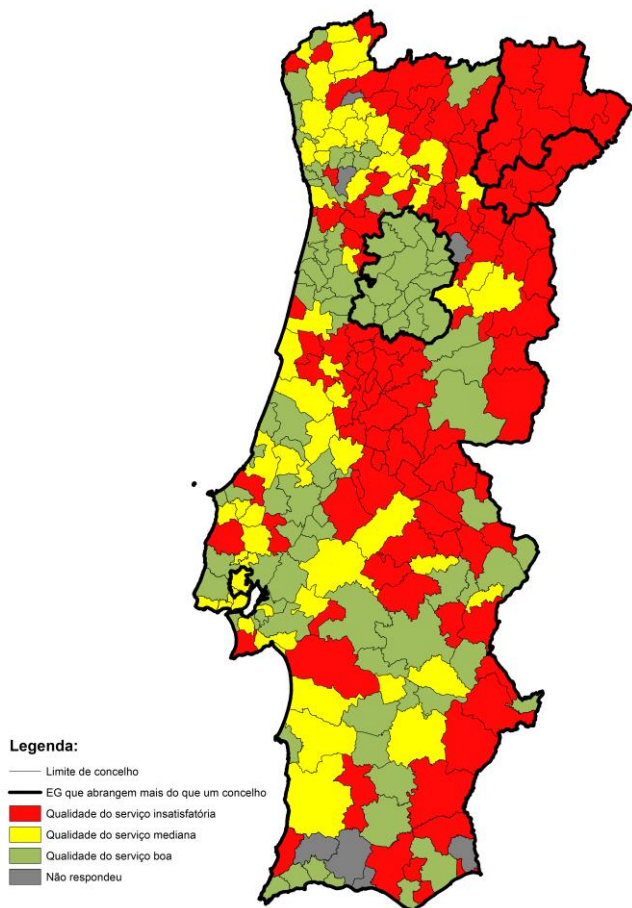 Legenda:
Limite de concelho
EG que abrangem mais do que um concelho
Qualidade do serviço insatisfatória
Qualidade do serviço mediana
Qualidade do serviço boa
Não respondeu